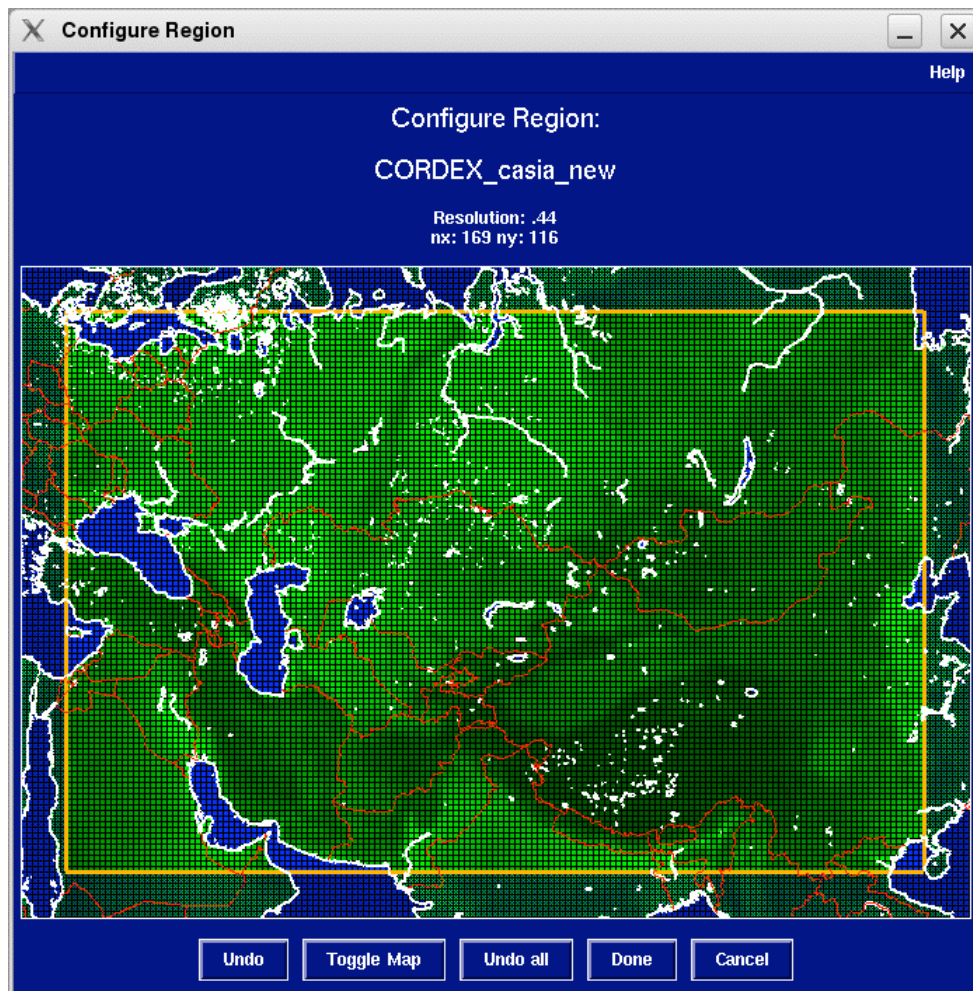 Configure Region
Help
Configure Region:
CORDEX_casia_new
Resolution: .44
nx: 169 ny: 116
Undo
Toggle Map
Undo all
Done
Cancel